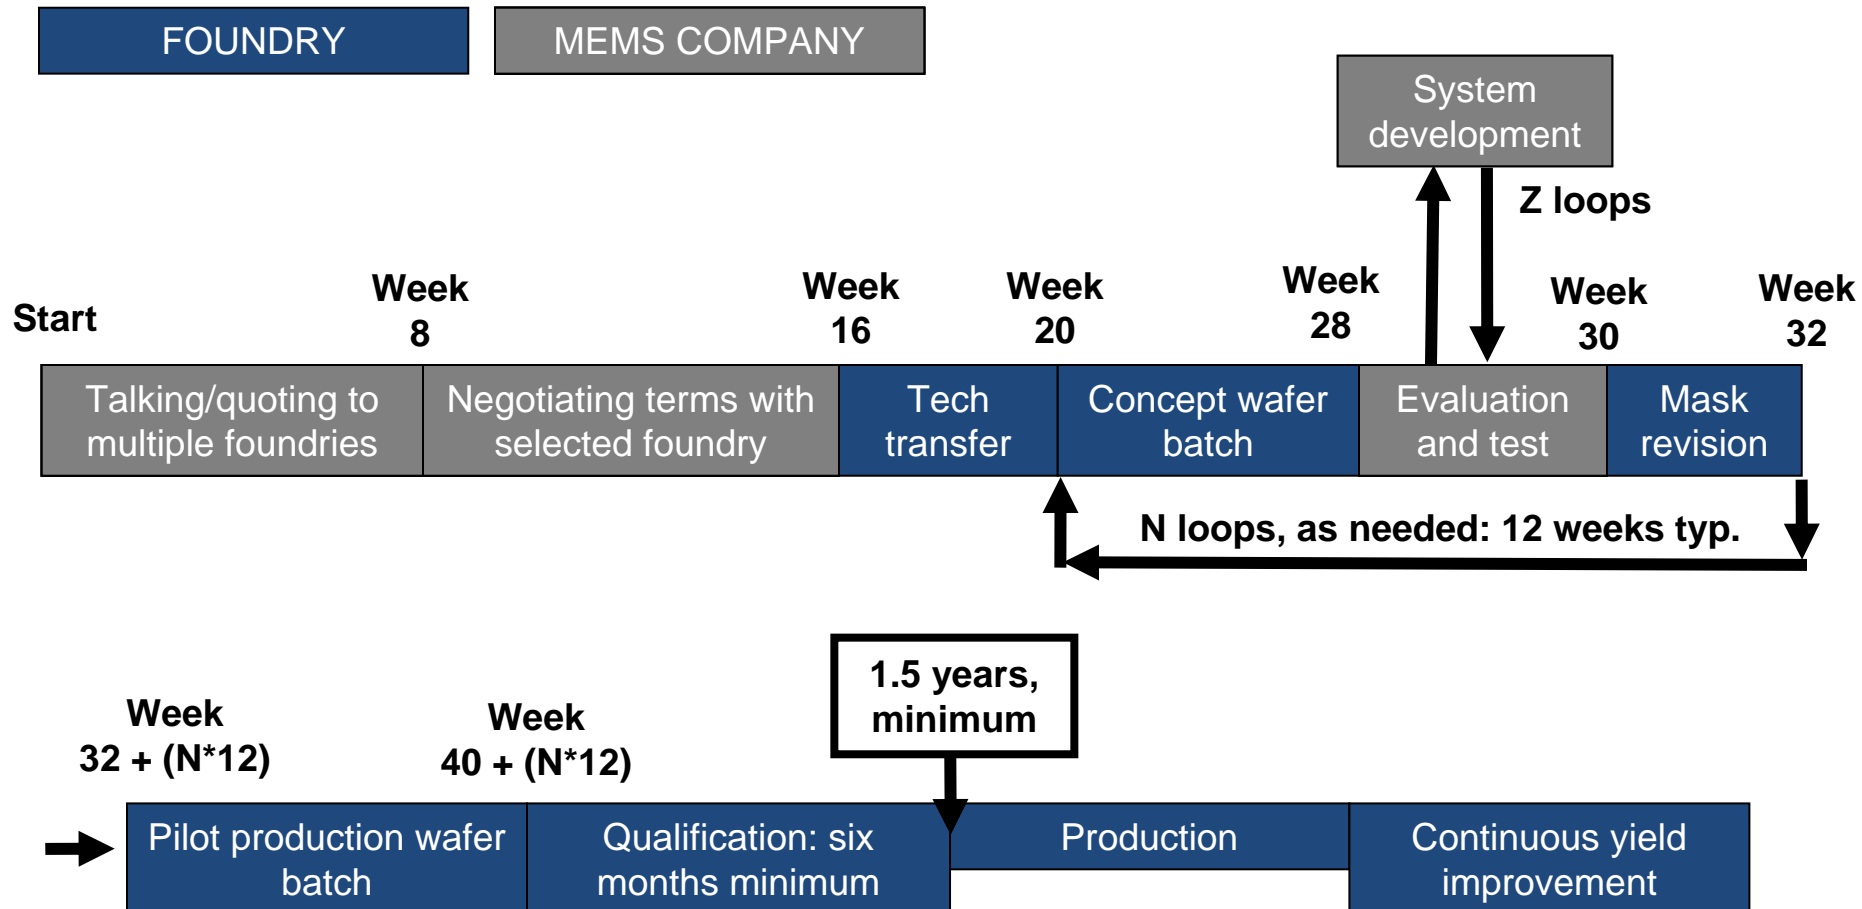 FOUNDRY
MEMS COMPANY
System
development
Z loops
Start
Week
8
Week
16
Week
20
Week
28
Week
30
Week
32
Talking/quoting to
multiple foundries
Negotiating terms with
selected foundry
Tech
transfer
Concept wafer
batch
Evaluation
and test
Mask
revision
N loops, as needed: 12 weeks typ.
1.5 years,
minimum
Week
32 + (N*12)
Week
40 + (N*12)
Pilot production wafer
batch
Qualification: six
months minimum
Production
Continuous yield
improvement